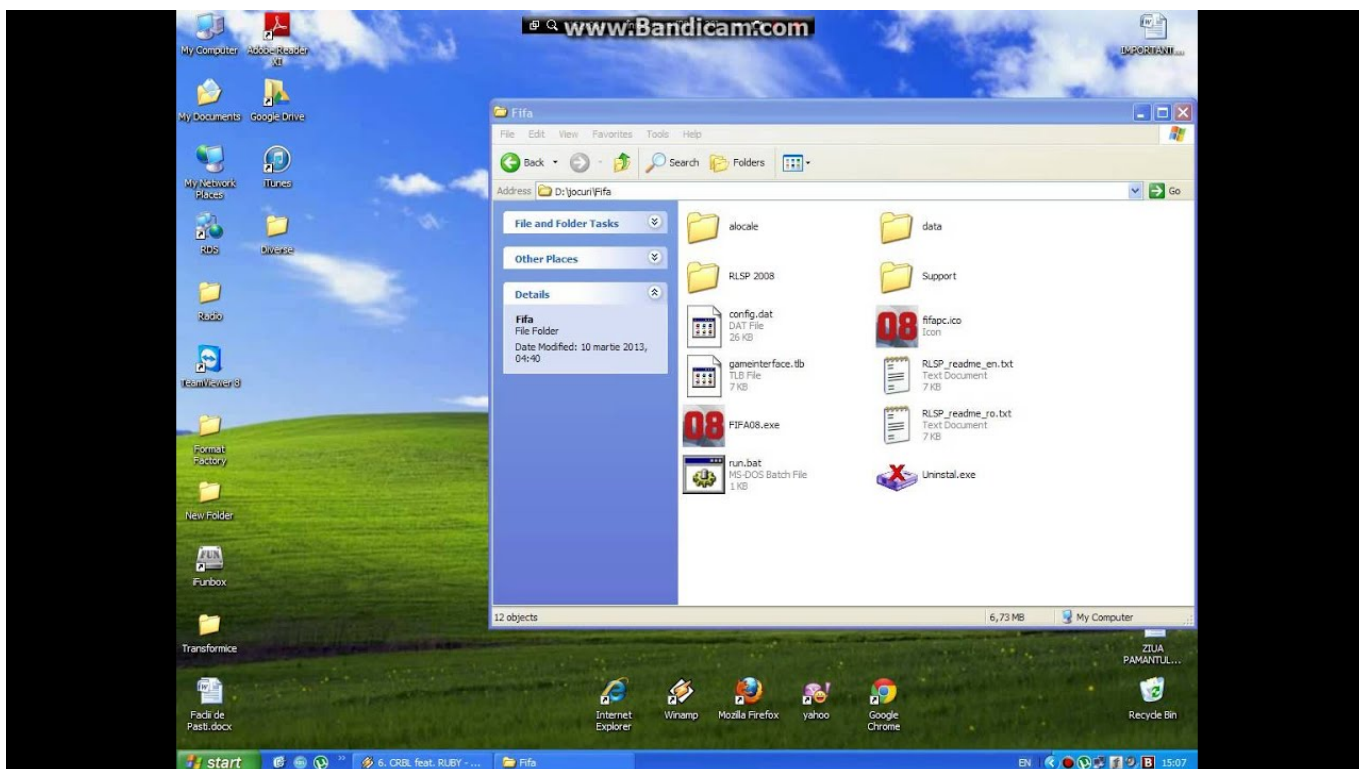 www.Bandicam.com
My Computer
Adobe Reader
XI
IMPORTANT....
My Documents
Google Drive
My Network
Places
iTunes
RDS
Diverse
Radio
TeamViewer 8
Format
Factory
New Folder
iFunbox
Transformice
Facii de
Pasti.docx
Fifa
File Edit View Favorites Tools Help
Back Search Folders
Address D:\jocuri\Fifa Go
File and Folder Tasks
Other Places
Details
Fifa
File Folder
Date Modified: 10 martie 2013,
04:40
alocale
data
RLSP 2008
Support
config.dat
DAT File
26 KB
08
fifapc.ico
Icon
gameinterface.tlb
TLB File
7 KB
RLSP_readme_en.txt
Text Document
7 KB
08
FIFA08.exe
RLSP_readme_ro.txt
Text Document
7 KB
run.bat
MS-DOS Batch File
1 KB
Uninstal.exe
12 objects 6,73 MB My Computer
ZIUA
PAMANTUL...
Internet
Explorer
Winamp
Mozilla Firefox
yahoo
Google
Chrome
Recycle Bin
start 6. CRBL feat. RUBY - ... Fifa EN 15:07